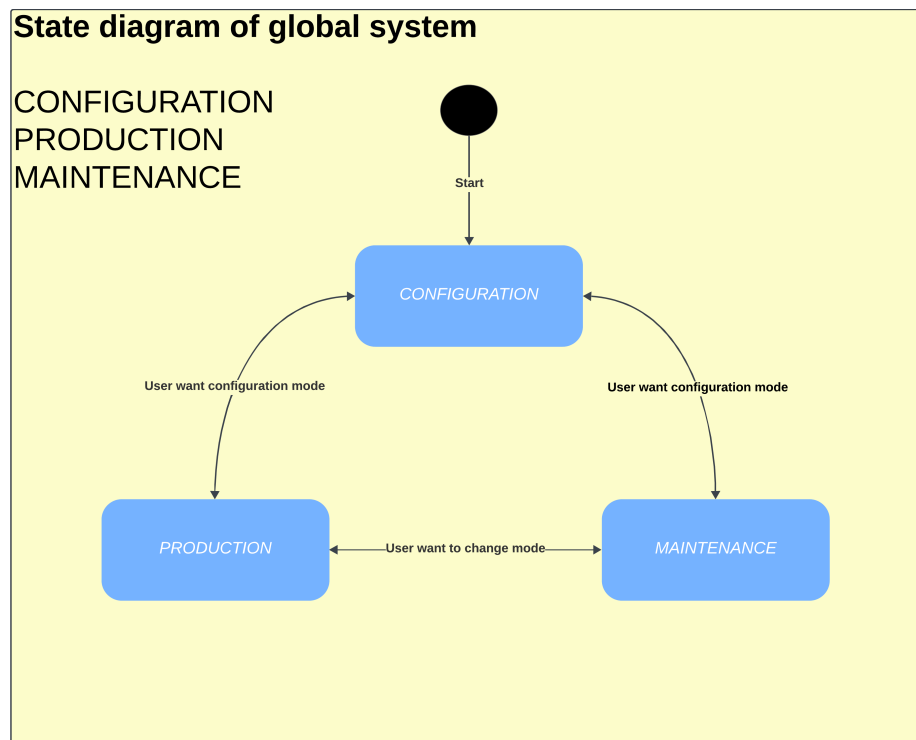 State diagram of global system
CONFIGURATION
PRODUCTION
MAINTENANCE
Start
CONFIGURATION
User want configuration mode
User want configuration mode
PRODUCTION
User want to change mode
MAINTENANCE